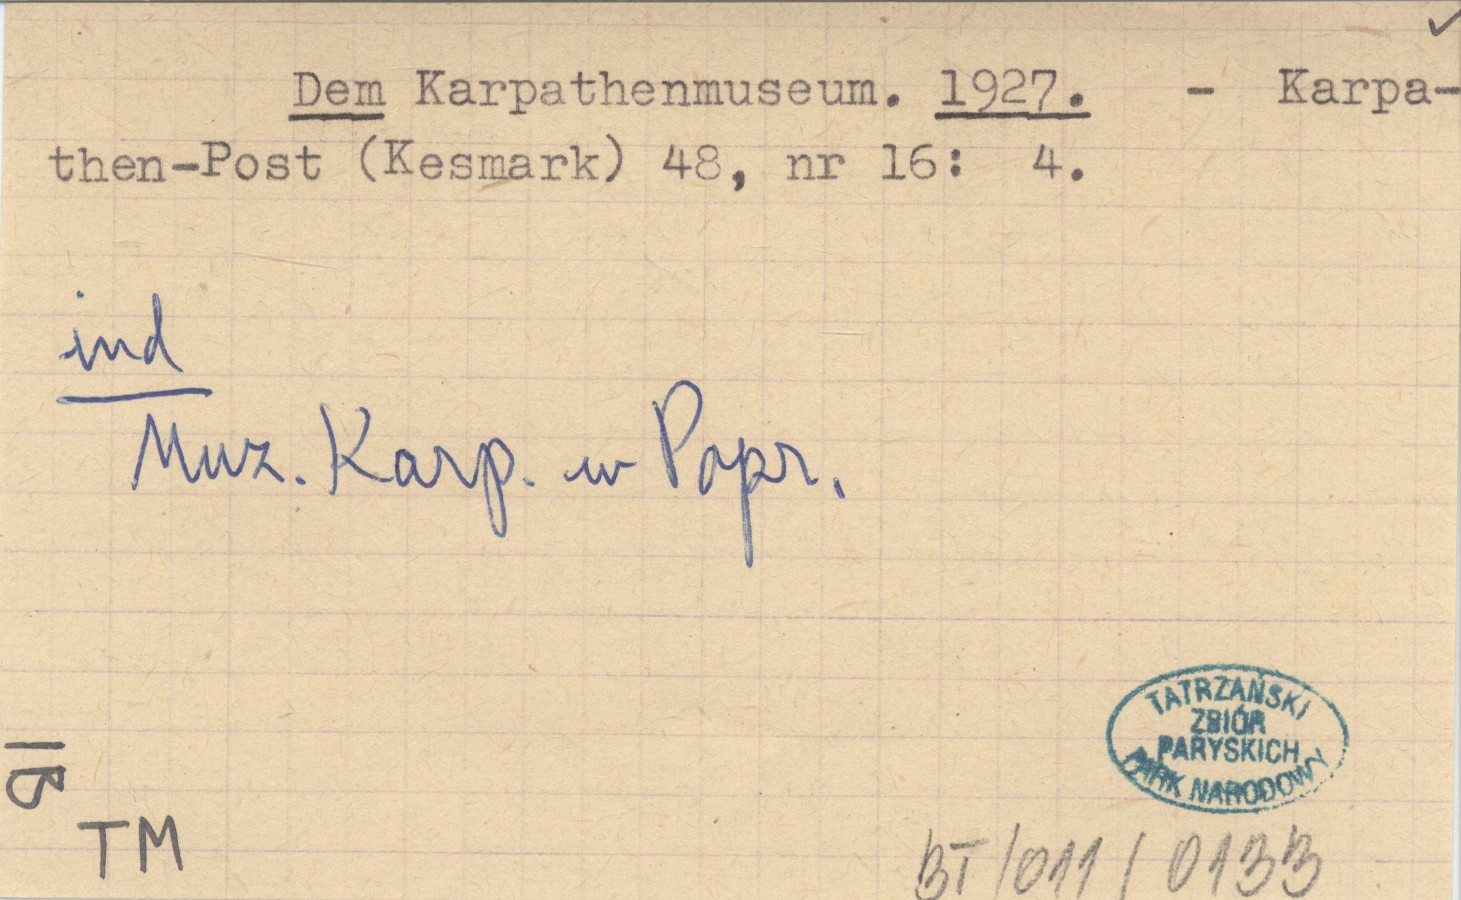 Dem Karpathenmuseum. 1927. - Karpa-
then-Post (Kesmark) 48, nr 16: 4.
ind
Muz. Karp. w Popr.
TATRZAŃSKI
ZBIÓR
PARYSKICH
PARK NARODOWY
IB
TM
BT/011/0133